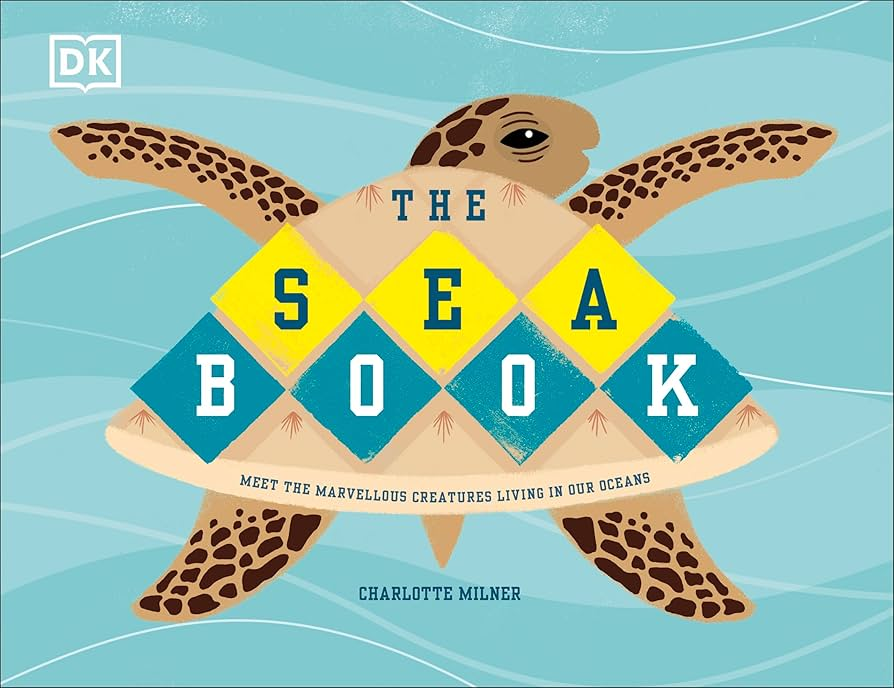 DK
THE
SEA
BOOK
MEET THE MARVELLOUS CREATURES LIVING IN OUR OCEANS
CHARLOTTE MILNER